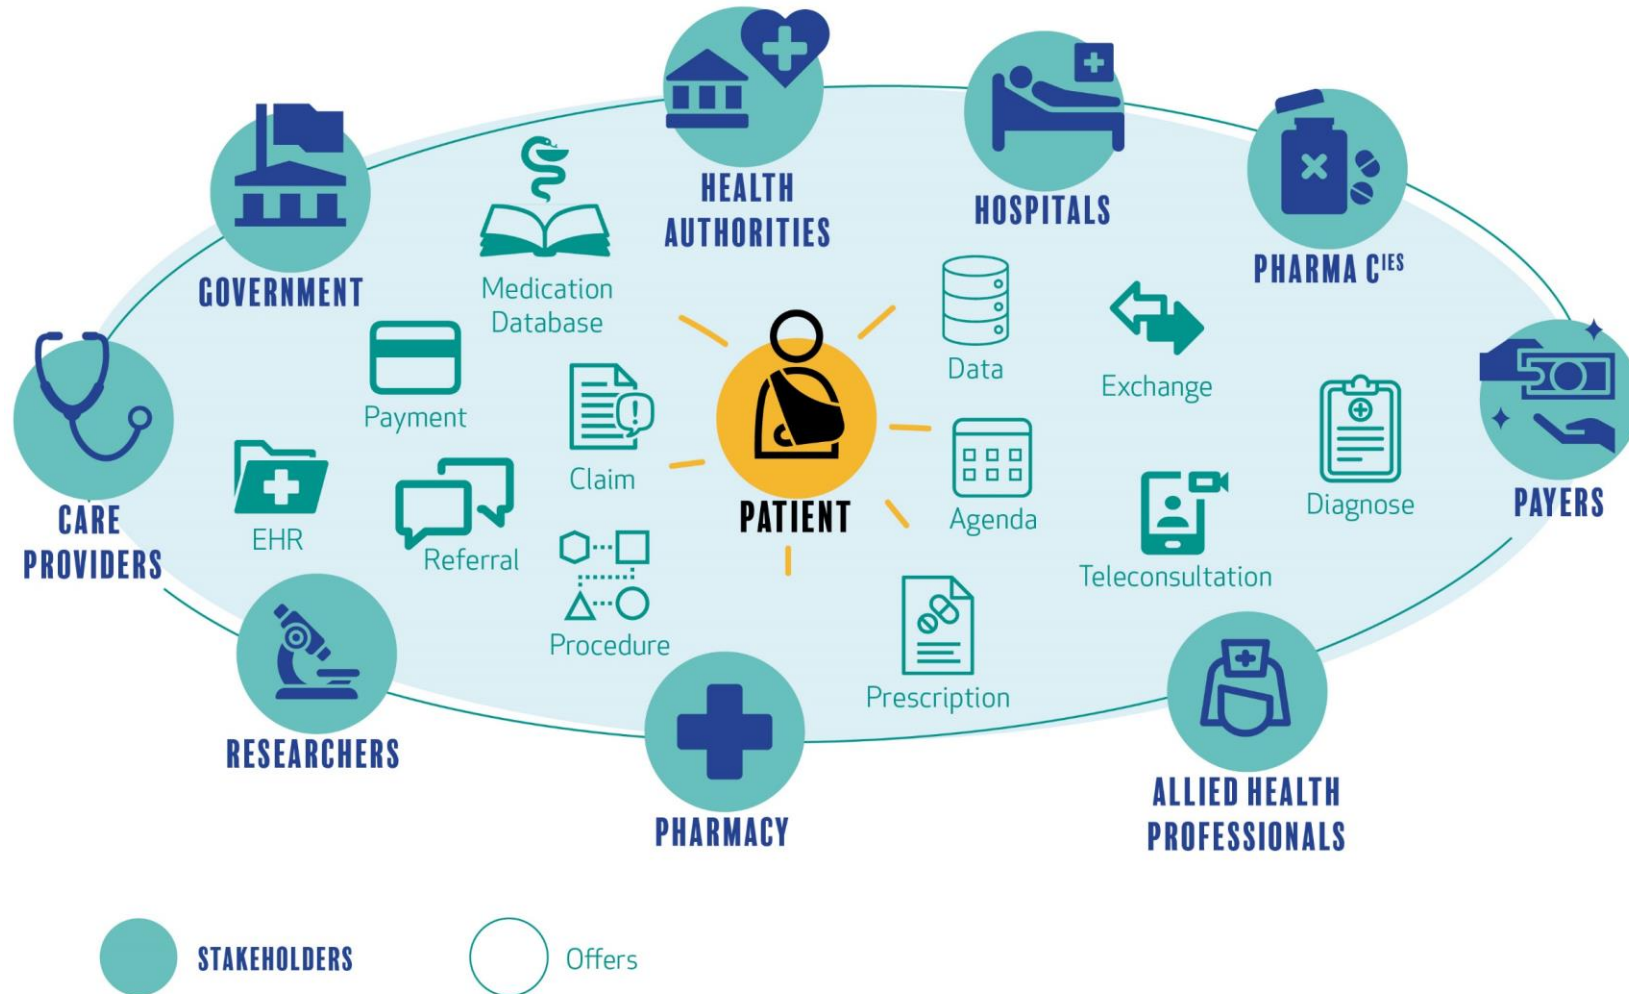 HEALTH
AUTHORITIES
HOSPITALS
PHARMA CIES
GOVERNMENT
Medication
Database
Data
Exchange
Payment
Claim
Diagnose
PAYERS
CARE
PROVIDERS
EHR
Referral
PATIENT
Agenda
Teleconsultation
Procedure
Prescription
RESEARCHERS
PHARMACY
ALLIED HEALTH
PROFESSIONALS
STAKEHOLDERS
Offers